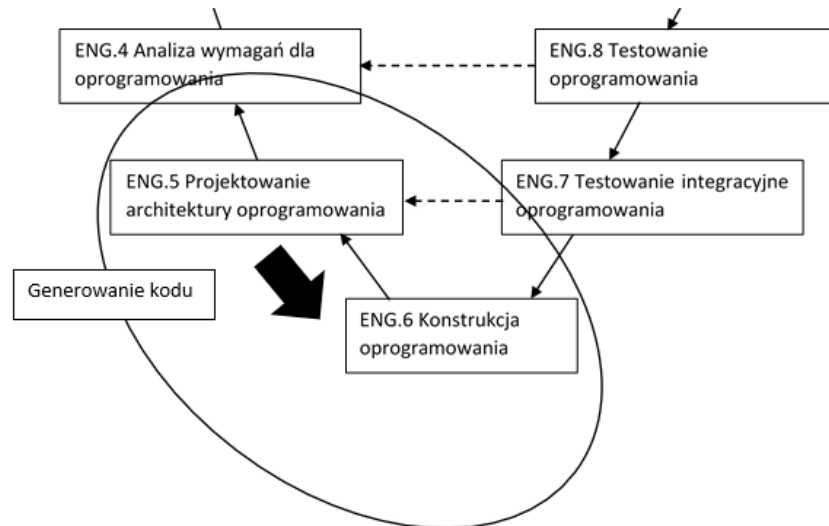 ENG.4 Analiza wymagań dla
oprogramowania
ENG.8 Testowanie
oprogramowania
ENG.5 Projektowanie
architektury oprogramowania
ENG.7 Testowanie integracyjne
oprogramowania
Generowanie kodu
ENG.6 Konstrukcja
oprogramowania